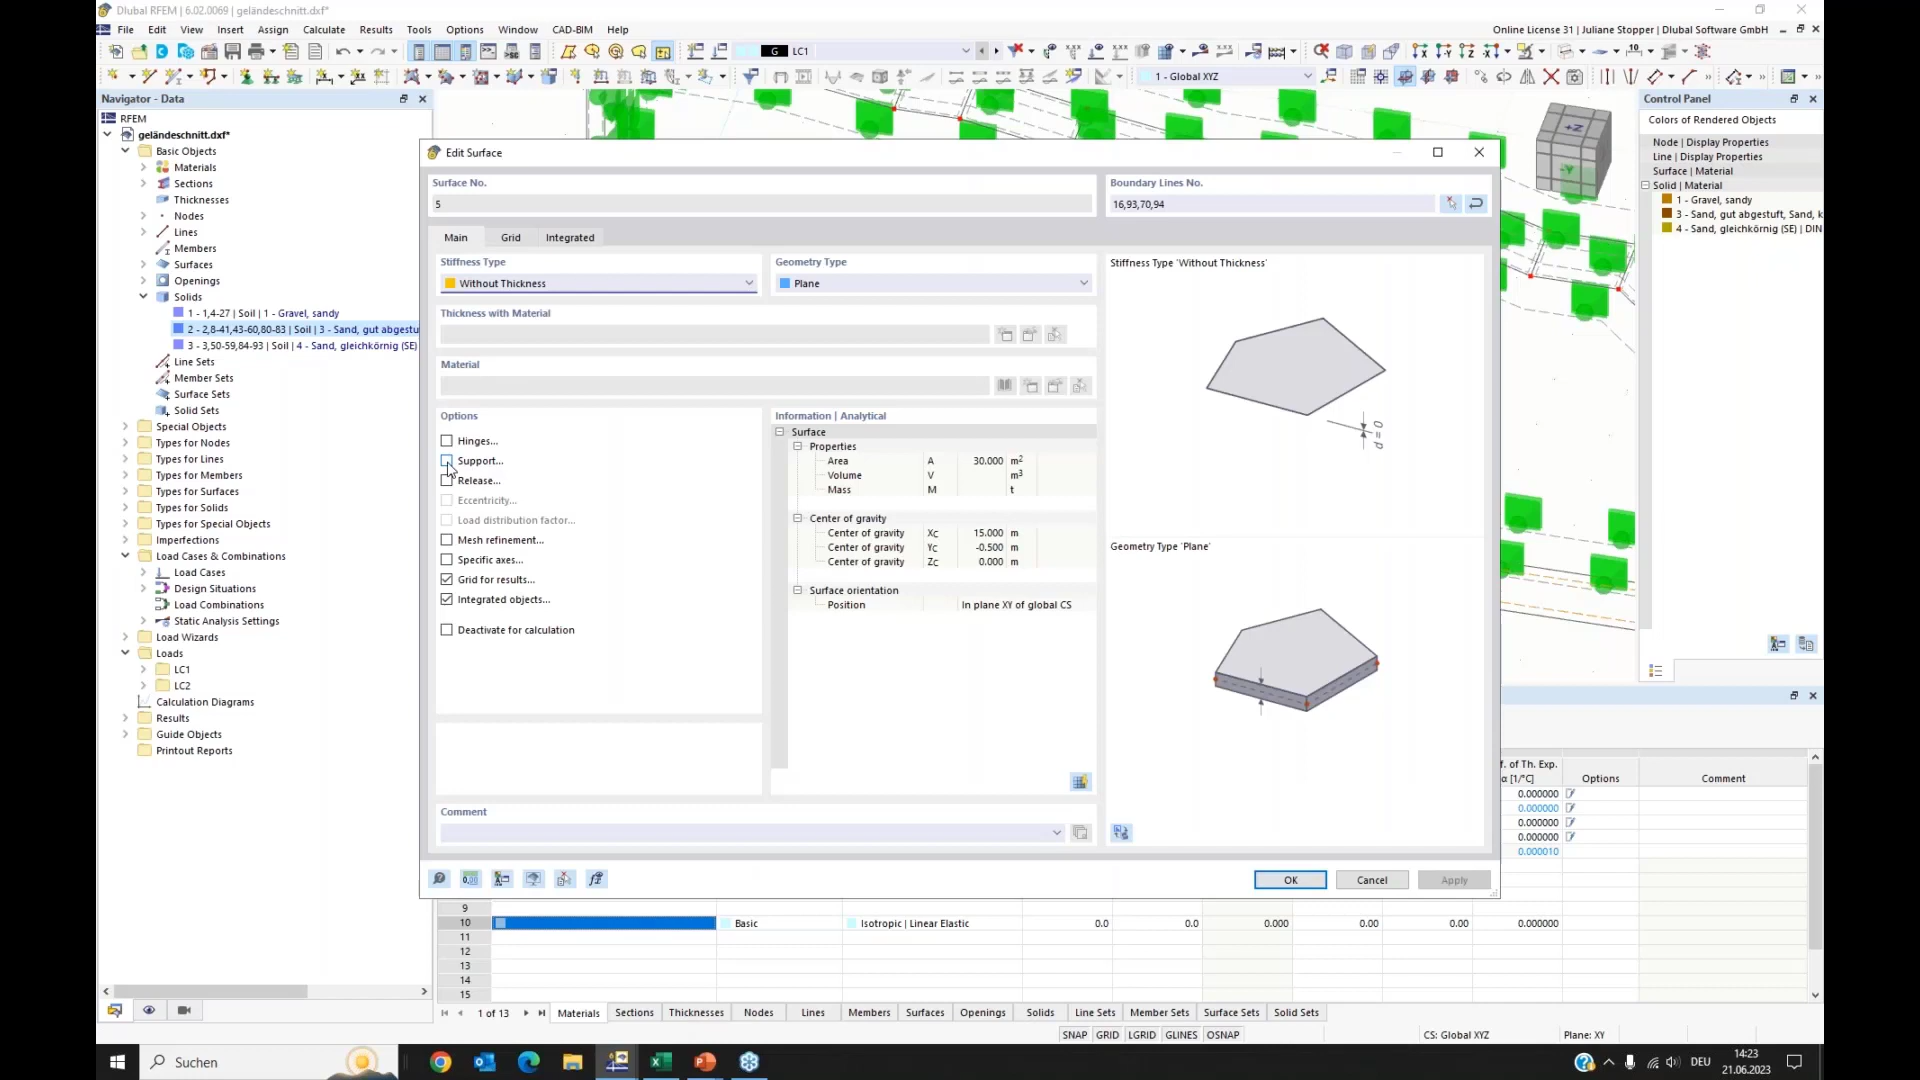 Dlubal RFEM | 6.02.0069 | geländeschnitt.dxf*
File Edit View Insert Assign Calculate Results Tools Options Window CAD-BIM Help
Online License 31 | Juliane Stopper | Dlubal Software GmbH
G LC1
1 - Global XYZ
Navigator - Data
RFEM
geländeschnitt.dxf*
Basic Objects
Materials
Sections
Thicknesses
Nodes
Lines
Members
Surfaces
Openings
Solids
1 - 1,4-27 | Soil | 1 - Gravel, sandy
2 - 2,8-41,43-60,80-83 | Soil | 3 - Sand, gut abgestu
3 - 3,50-59,84-93 | Soil | 4 - Sand, gleichkörnig (SE)
Line Sets
Member Sets
Surface Sets
Solid Sets
Special Objects
Types for Nodes
Types for Lines
Types for Members
Types for Surfaces
Types for Solids
Types for Special Objects
Imperfections
Load Cases & Combinations
Load Cases
Design Situations
Load Combinations
Static Analysis Settings
Load Wizards
Loads
LC1
LC2
Calculation Diagrams
Results
Guide Objects
Printout Reports
Edit Surface
Surface No.
5
Boundary Lines No.
16,93,70,94
Main Grid Integrated
Stiffness Type
Without Thickness
Geometry Type
Plane
Thickness with Material
Material
Options
Hinges...
Support...
Release...
Eccentricity...
Load distribution factor...
Mesh refinement...
Specific axes...
Grid for results...
Integrated objects...
Deactivate for calculation
Information | Analytical
Surface
Properties
Area A 30.000 m2
Volume V m3
Mass M t
Center of gravity
Center of gravity XC 15.000 m
Center of gravity YC -0.500 m
Center of gravity ZC 0.000 m
Surface orientation
Position In plane XY of global CS
Comment
Stiffness Type 'Without Thickness'
d = 0
Geometry Type 'Plane'
OK Cancel Apply
+Z
-Y
Control Panel
Colors of Rendered Objects
Node | Display Properties
Line | Display Properties
Surface | Material
Solid | Material
1 - Gravel, sandy
3 - Sand, gut abgestuft, Sand, k
4 - Sand, gleichkörnig (SE) | DIN
f. of Th. Exp.
α [1/°C] Options Comment
0.000000
0.000000
0.000000
0.000000
0.000010
9
10 Basic Isotropic | Linear Elastic 0.0 0.0 0.000 0.00 0.00 0.000000
11
12
13
14
15
1 of 13 Materials Sections Thicknesses Nodes Lines Members Surfaces Openings Solids Line Sets Member Sets Surface Sets Solid Sets
SNAP GRID LGRID GLINES OSNAP CS: Global XYZ Plane: XY
Suchen
DEU
14:23
21.06.2023